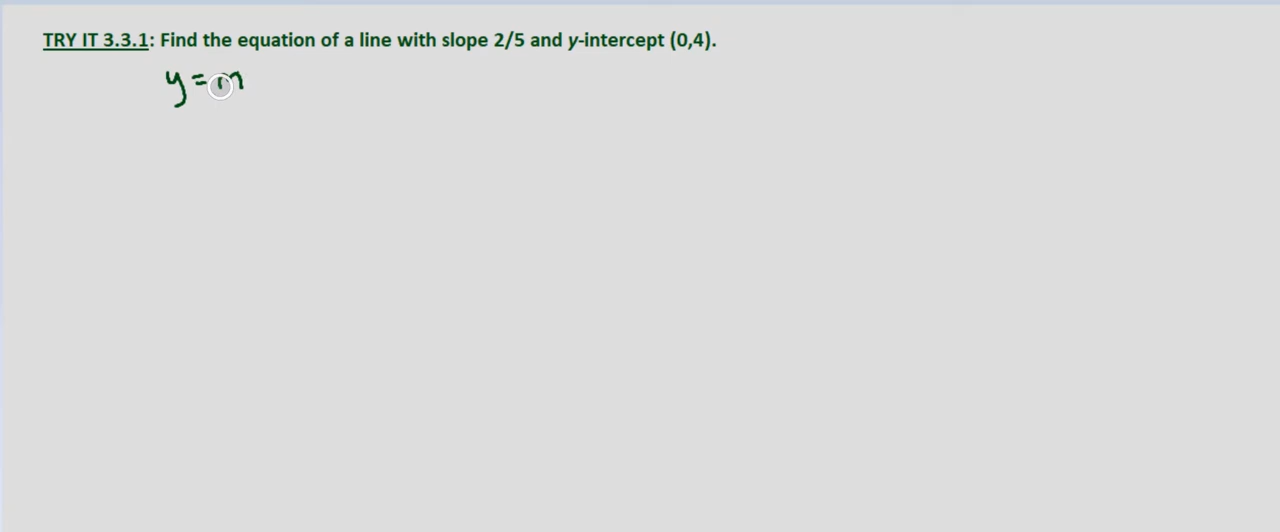 TRY IT 3.3.1: Find the equation of a line with slope 2/5 and y-intercept (0,4).
y=m